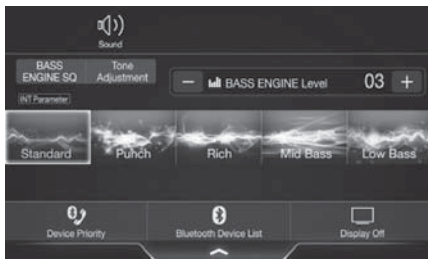 Sound
BASS ENGINE SQ
Tone Adjustment
BASS ENGINE Level 03
INT Parameter
Standard
Punch
Rich
Mid Bass
Low Bass
Device Priority
Bluetooth Device List
Display Off